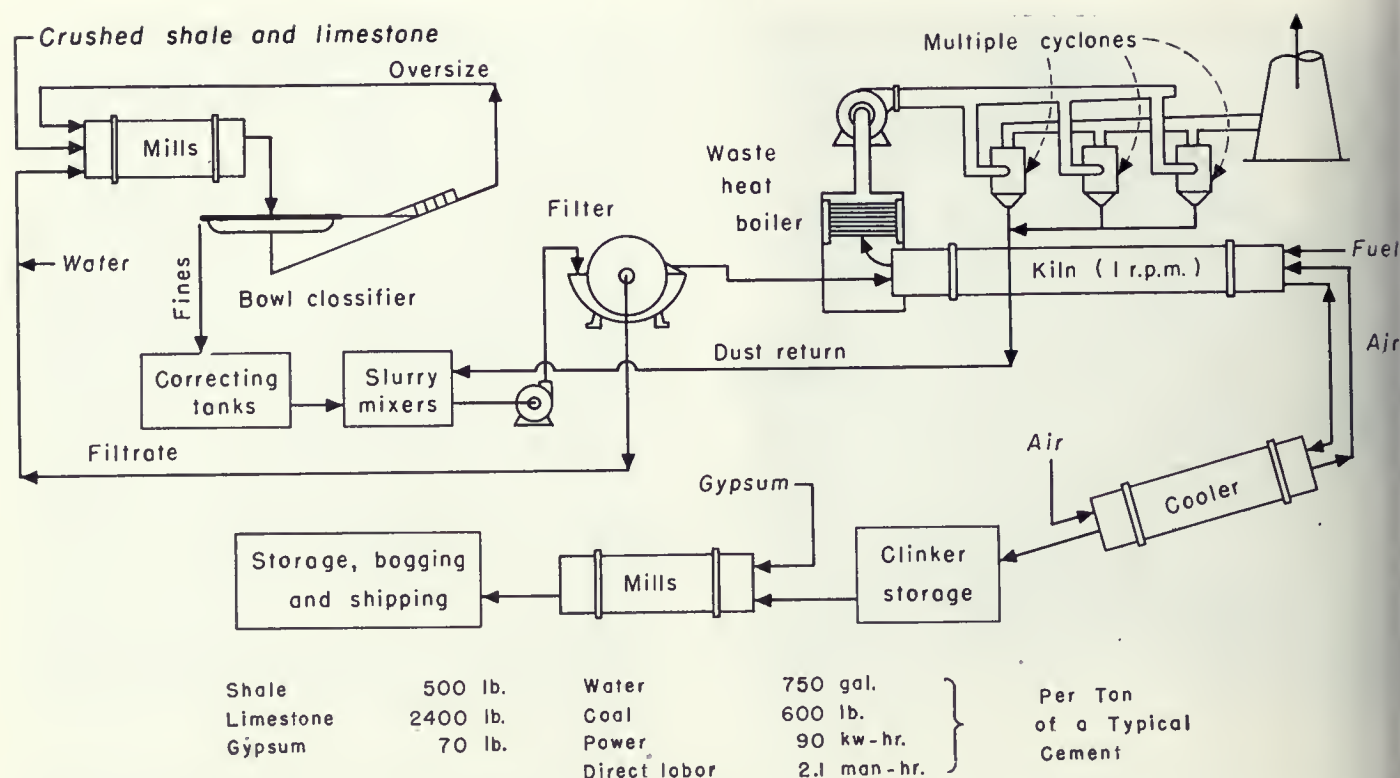 Crushed shale and limestone
Oversize
Mills
Water
Fines
Bowl classifier
Correcting
tanks
Slurry
mixers
Filtrate
Filter
Waste
heat
boiler
Multiple cyclones
Kiln (1 r.p.m.)
Fuel
Air
Dust return
Air
Cooler
Gypsum
Clinker
storage
Mills
Storage, bagging
and shipping
Shale 500 lb.
Limestone 2400 lb.
Gypsum 70 lb.
Water 750 gal.
Coal 600 lb.
Power 90 kw-hr.
Direct labor 2.1 man-hr.
Per Ton
of a Typical
Cement